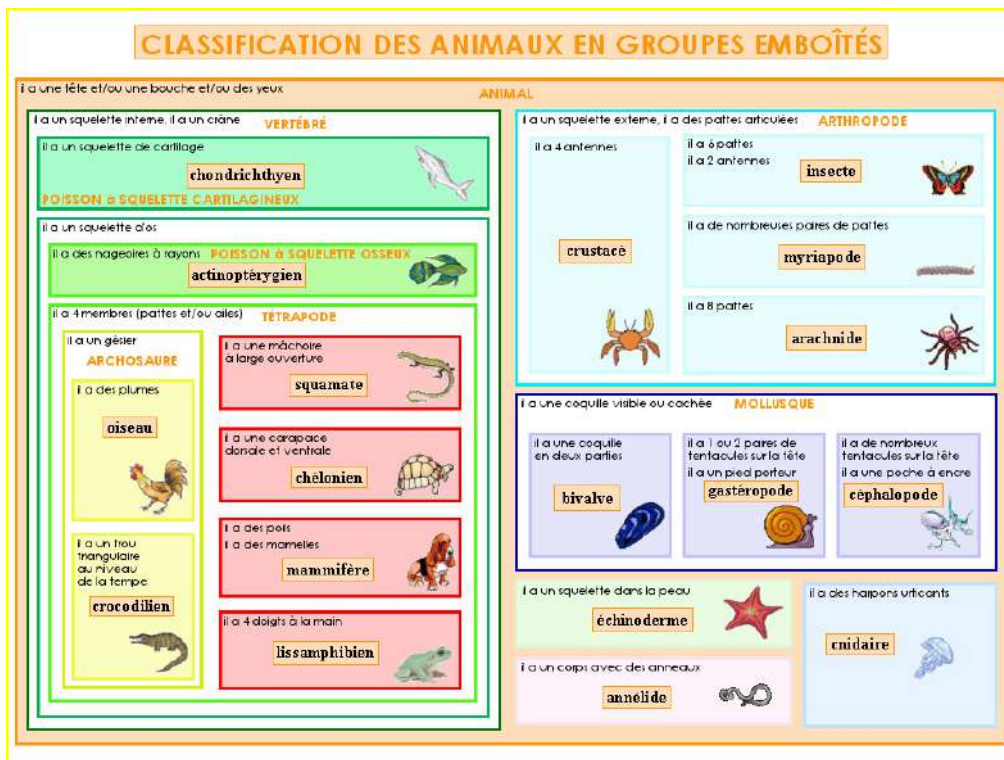 CLASSIFICATION DES ANIMAUX EN GROUPES EMBOÎTÉS
il a une tête et/ou une bouche et/ou des yeux
ANIMAL
il a un squelette interne, il a un crâne VERTÉBRÉ
il a un squelette de cartilage
chondrichthyen
POISSON à SQUELETTE CARTILAGINEUX
il a un squelette d'os
il a des nageoires à rayons POISSON à SQUELETTE OSSEUX
actinoptérygien
il a 4 membres (pattes et/ou ailes) TÉTRAPODE
il a un gésier
ARCHOSAURE
il a des plumes
oiseau
il a un trou
triangulaire
au niveau
de la tempe
crocodilien
il a une mâchoire
à large ouverture
squamate
il a une carapace
dorsale et ventrale
chélonien
il a des poils
il a des mamelles
mammifère
il a 4 doigts à la main
lissamphibien
il a un squelette externe, il a des pattes articulées ARTHROPODE
il a 4 antennes
crustacé
il a 6 pattes
il a 2 antennes
insecte
il a de nombreuses paires de pattes
myriapode
il a 8 pattes
arachnide
il a une coquille visible ou cachée MOLLUSQUE
il a une coquille
en deux parties
bivalve
il a 1 ou 2 paires de
tentacules sur la tête
il a un pied porteur
gastéropode
il a de nombreux
tentacules sur la tête
il a une poche à encre
céphalopode
il a un squelette dans la peau
échinoderme
il a un corps avec des anneaux
annélide
il a des harpons urticants
cnidaire